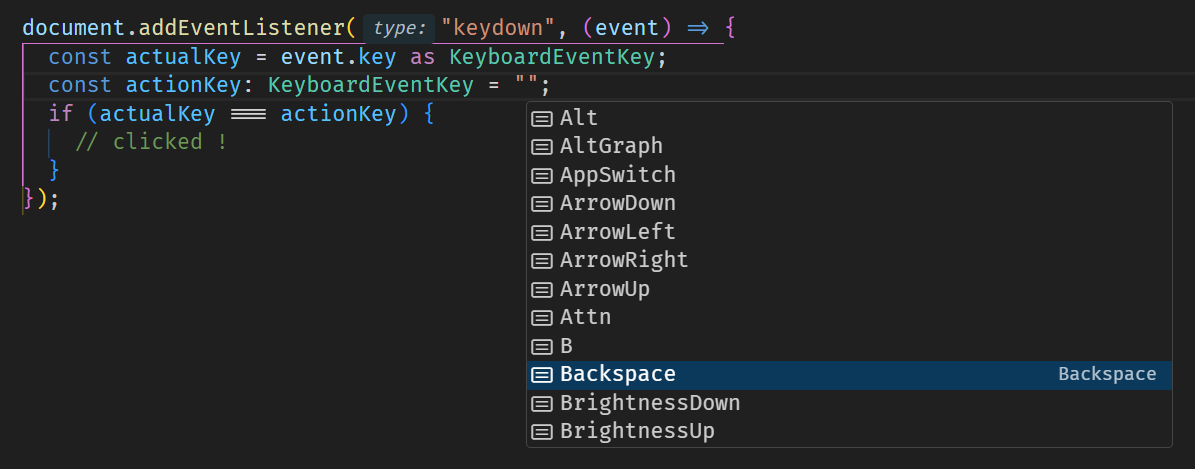 document.addEventListener( type: "keydown", (event) => {
const actualKey = event.key as KeyboardEventKey;
const actionKey: KeyboardEventKey = "";
if (actualKey === actionKey) {
// clicked !
}
});
Alt
AltGraph
AppSwitch
ArrowDown
ArrowLeft
ArrowRight
ArrowUp
Attn
B
Backspace Backspace
BrightnessDown
BrightnessUp